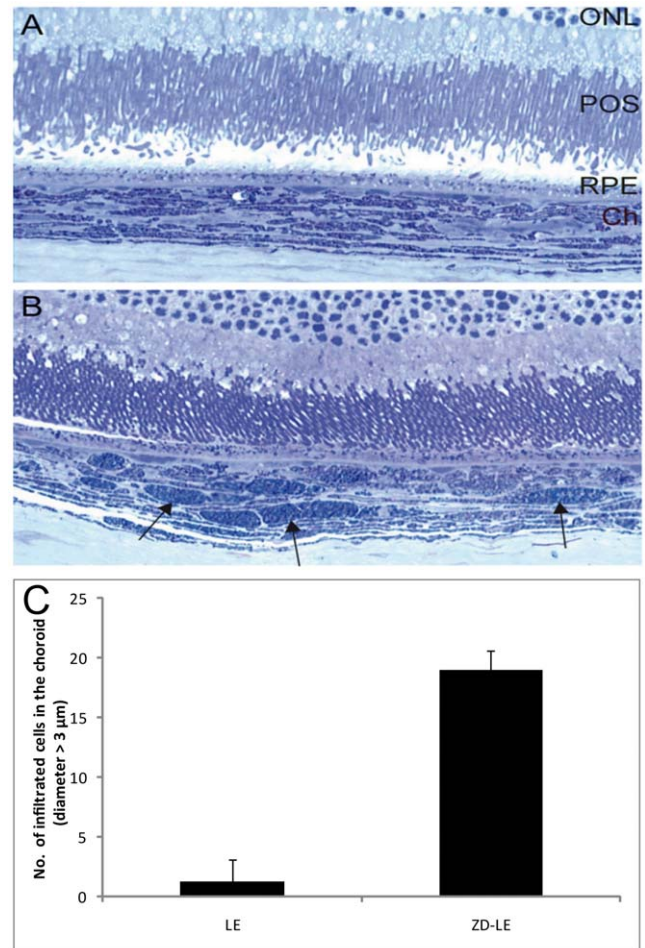 A
ONL
POS
RPE
Ch
B
C
No. of infiltrated cells in the choroid
(diameter > 3 μm)
25
20
15
10
5
0
LE
ZD-LE